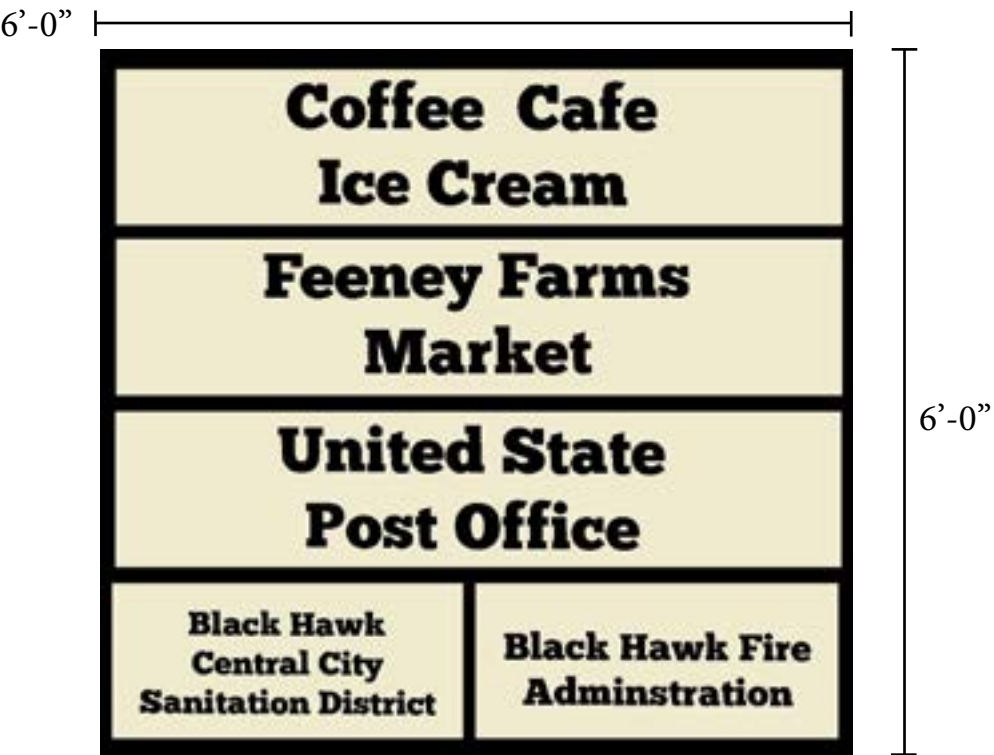 6’-0”
Coffee Cafe
Ice Cream
Feeney Farms
Market
United State
Post Office
6’-0”
Black Hawk
Central City
Sanitation District
Black Hawk Fire
Adminstration